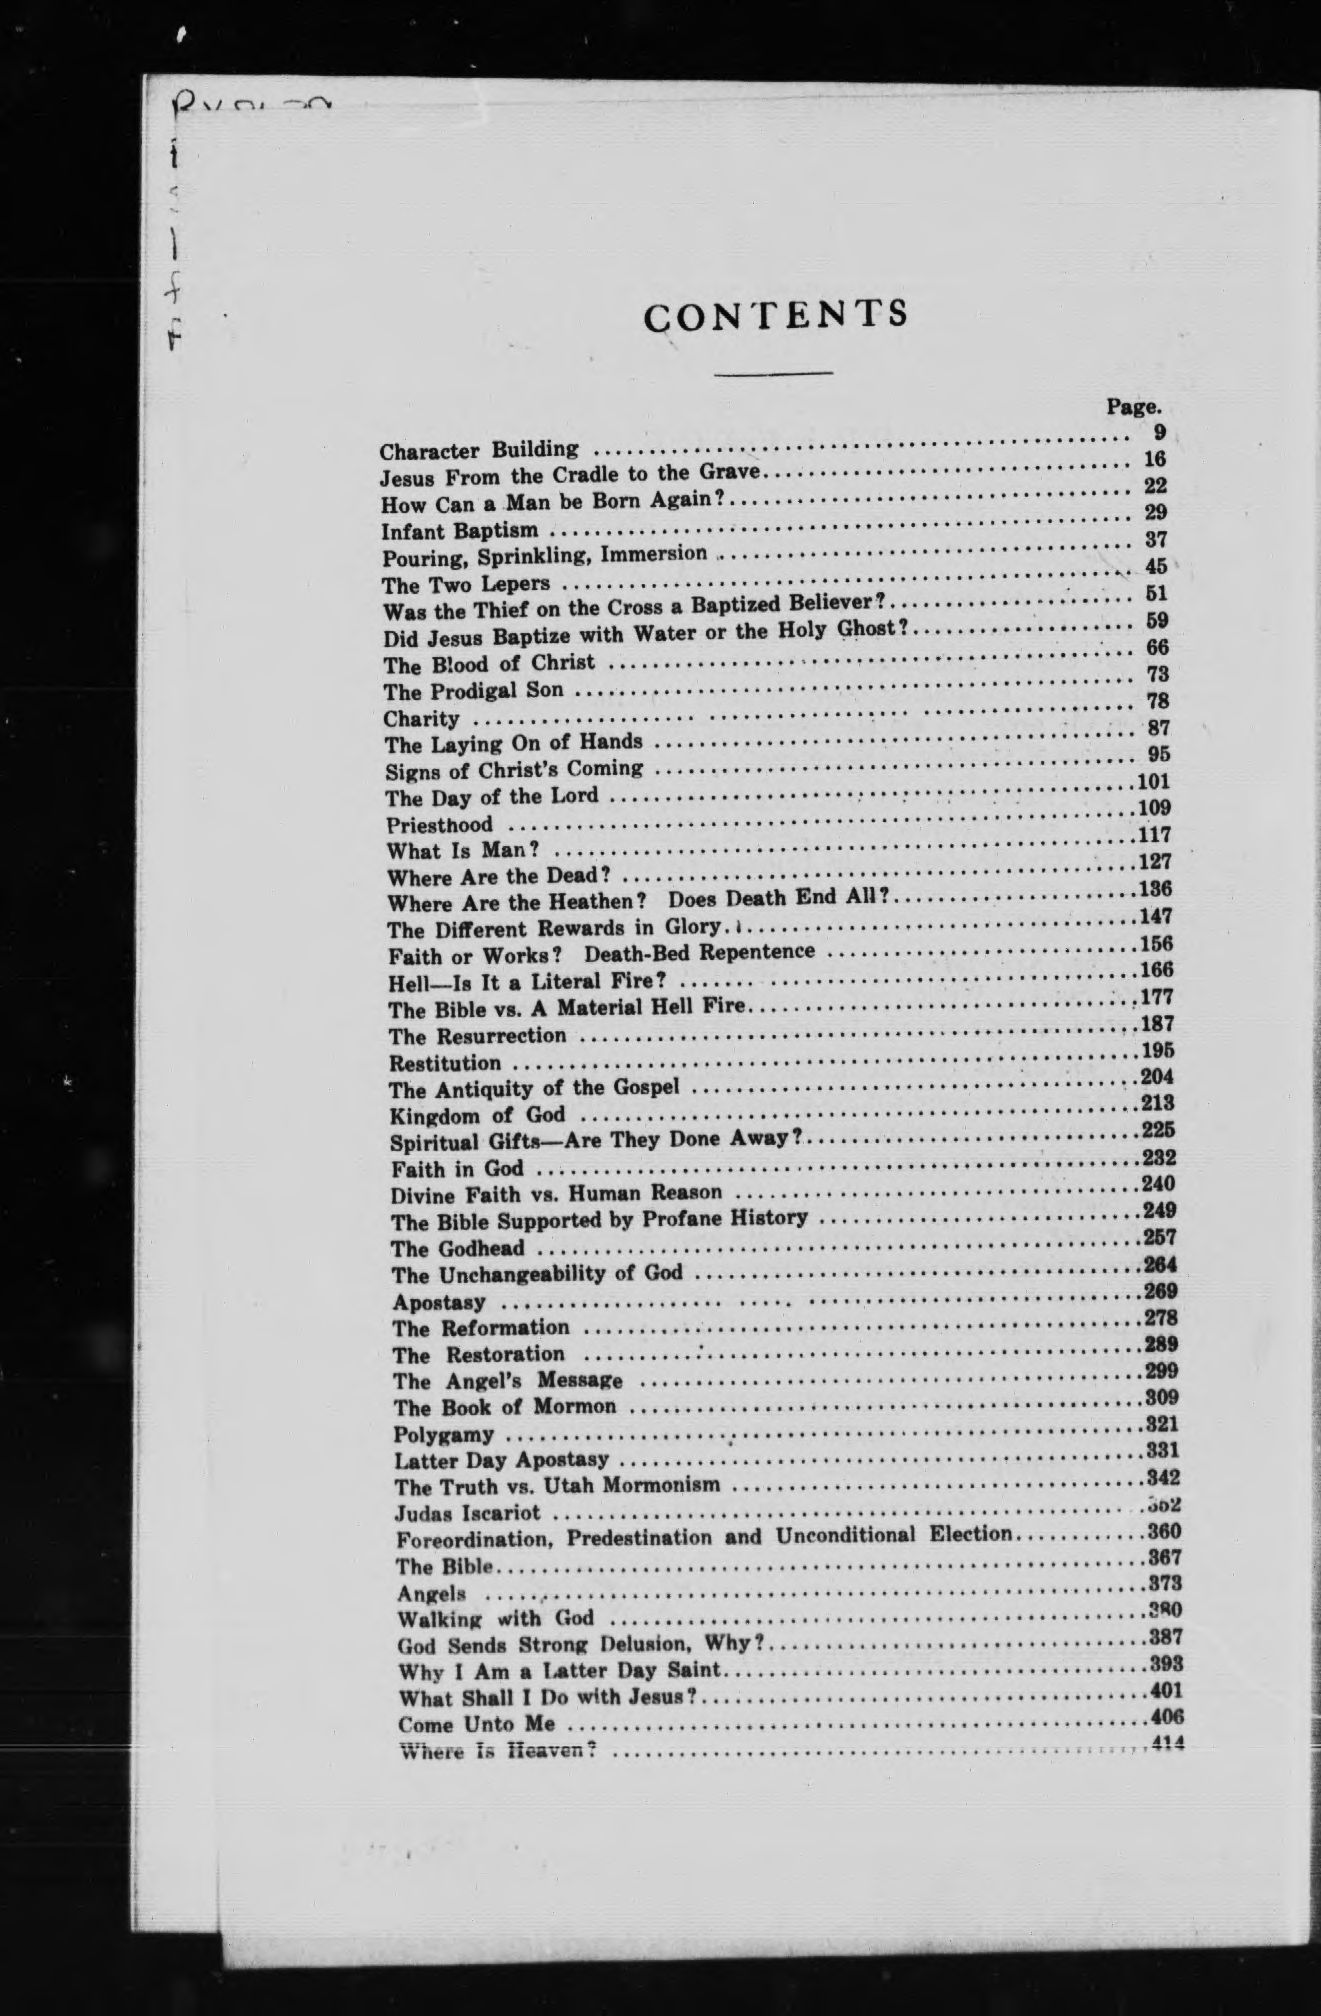 CONTENTS
Page.
Character Building .......... 9
Jesus From the Cradle to the Grave.......... 16
How Can a Man be Born Again?.......... 22
Infant Baptism .......... 29
Pouring, Sprinkling, Immersion .......... 37
The Two Lepers .......... 45
Was the Thief on the Cross a Baptized Believer?.......... 51
Did Jesus Baptize with Water or the Holy Ghost?.......... 59
The Blood of Christ .......... 66
The Prodigal Son .......... 73
Charity .......... 78
The Laying On of Hands .......... 87
Signs of Christ's Coming .......... 95
The Day of the Lord ..........101
Priesthood ..........109
What Is Man? ..........117
Where Are the Dead? ..........127
Where Are the Heathen? Does Death End All?..........136
The Different Rewards in Glory..........147
Faith or Works? Death-Bed Repentence ..........156
Hell—Is It a Literal Fire? ..........166
The Bible vs. A Material Hell Fire..........177
The Resurrection ..........187
Restitution ..........195
The Antiquity of the Gospel ..........204
Kingdom of God ..........213
Spiritual Gifts—Are They Done Away?..........225
Faith in God ..........232
Divine Faith vs. Human Reason ..........240
The Bible Supported by Profane History ..........249
The Godhead ..........257
The Unchangeability of God ..........264
Apostasy ..........269
The Reformation ..........278
The Restoration ..........289
The Angel's Message ..........299
The Book of Mormon ..........309
Polygamy ..........321
Latter Day Apostasy ..........331
The Truth vs. Utah Mormonism ..........342
Judas Iscariot ..........352
Foreordination, Predestination and Unconditional Election..........360
The Bible..........367
Angels ..........373
Walking with God ..........380
God Sends Strong Delusion, Why?..........387
Why I Am a Latter Day Saint..........393
What Shall I Do with Jesus?..........401
Come Unto Me ..........406
Where Is Heaven? ..........414